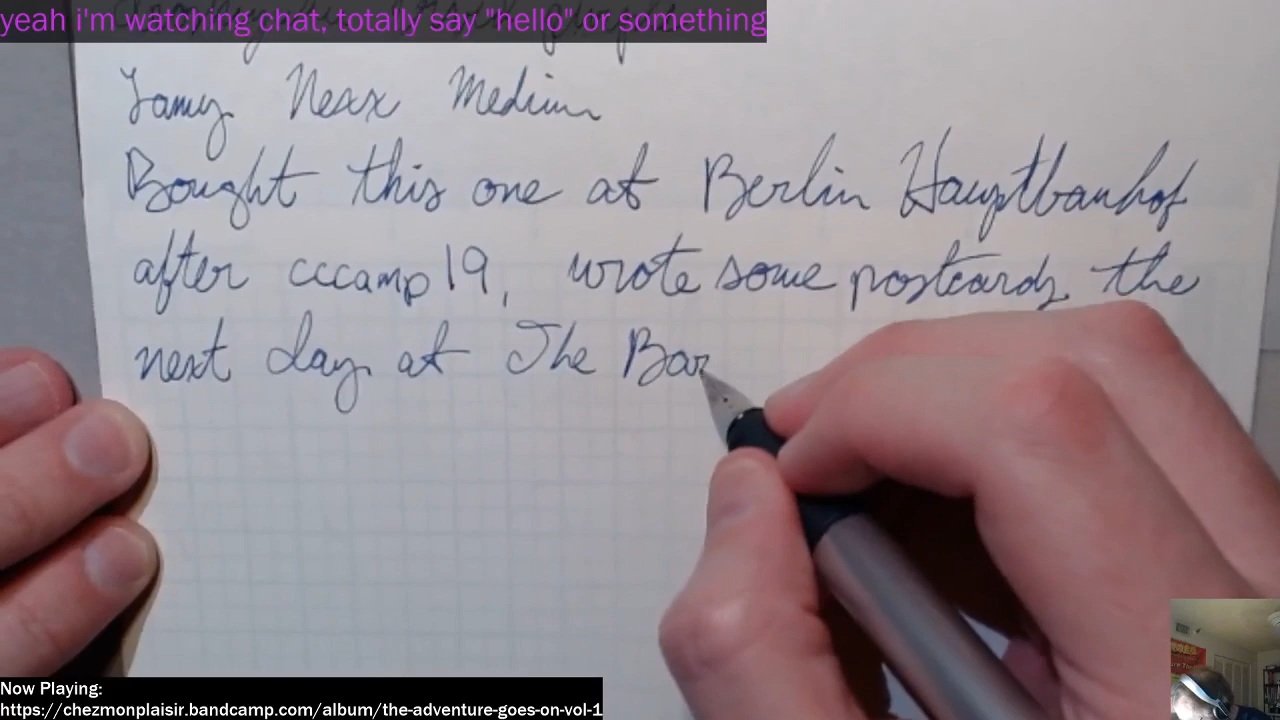 yeah i'm watching chat, totally say "hello" or something
Lamy Nexx Medium
Bought this one at Berlin Hauptbanhof
after cccamp19, wrote some postcards the
next day at The Bar
Now Playing:
https://chezmonplaisir.bandcamp.com/album/the-adventure-goes-on-vol-1